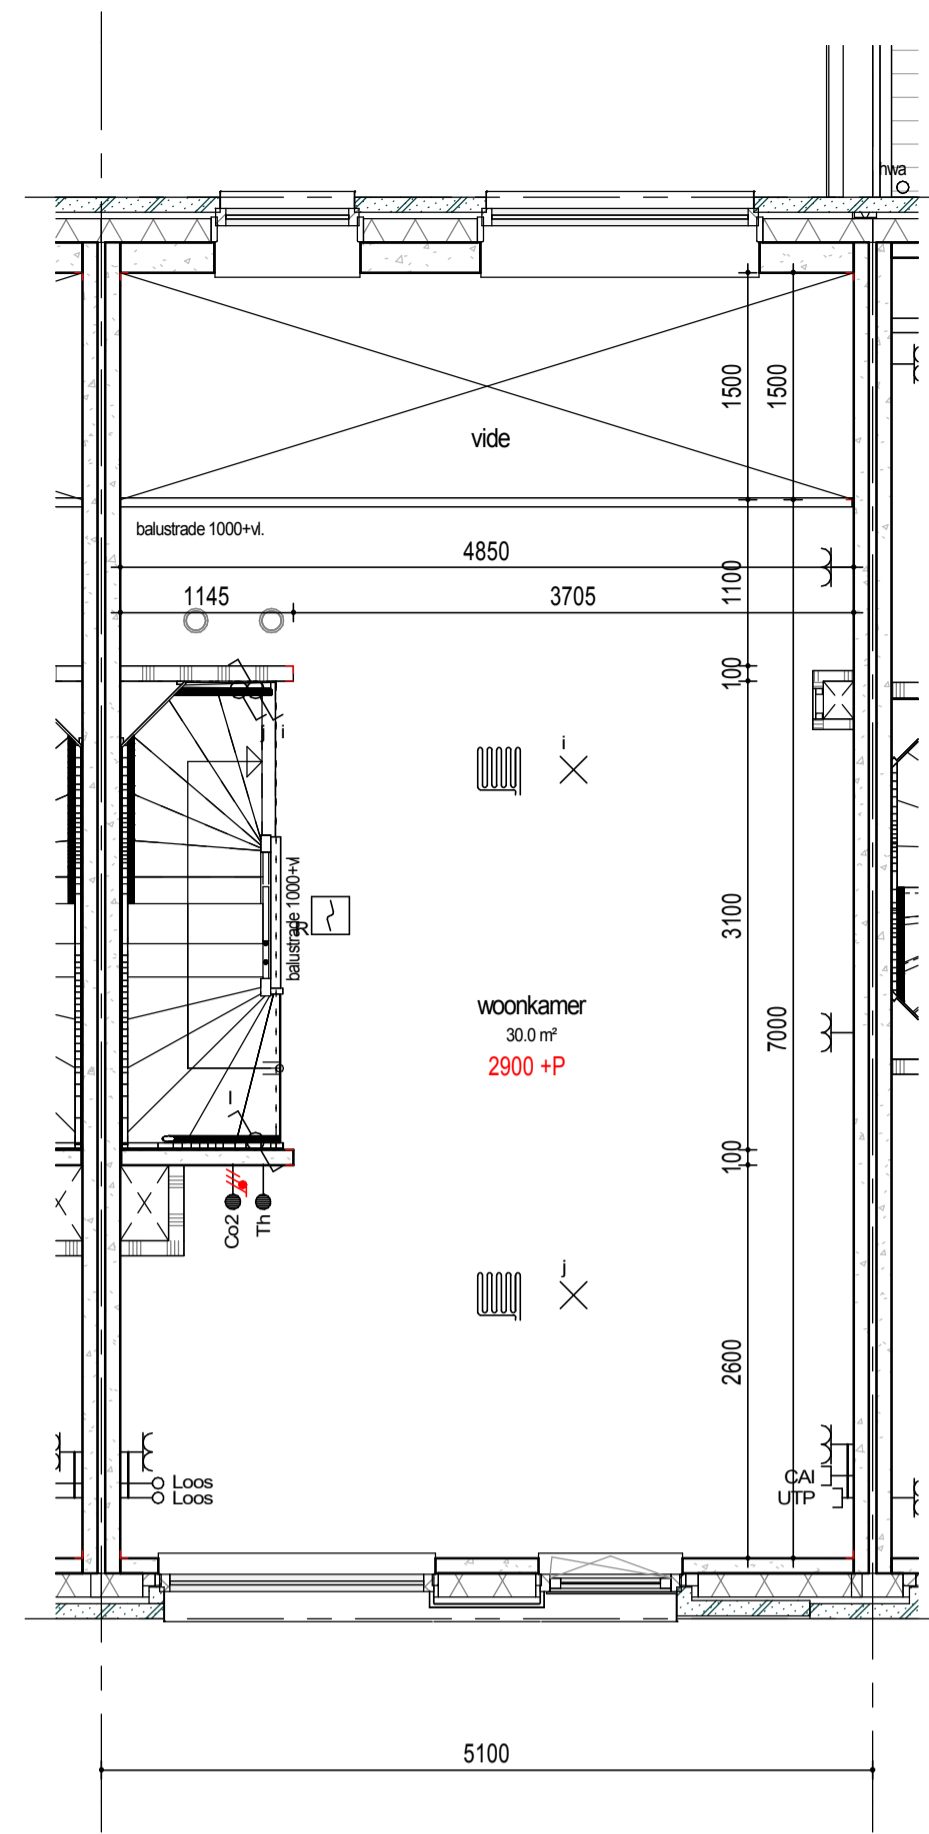 hwa
1500
1500
vide
balustrade 1000+vl.
4850
1100
1145
3705
100
j i
i
balustrade 1000+vl
R
3100
woonkamer
30.0 m²
7000
2900 +P
I
100
Co2
Th
j
2600
Loos
Loos
CAI
UTP
5100